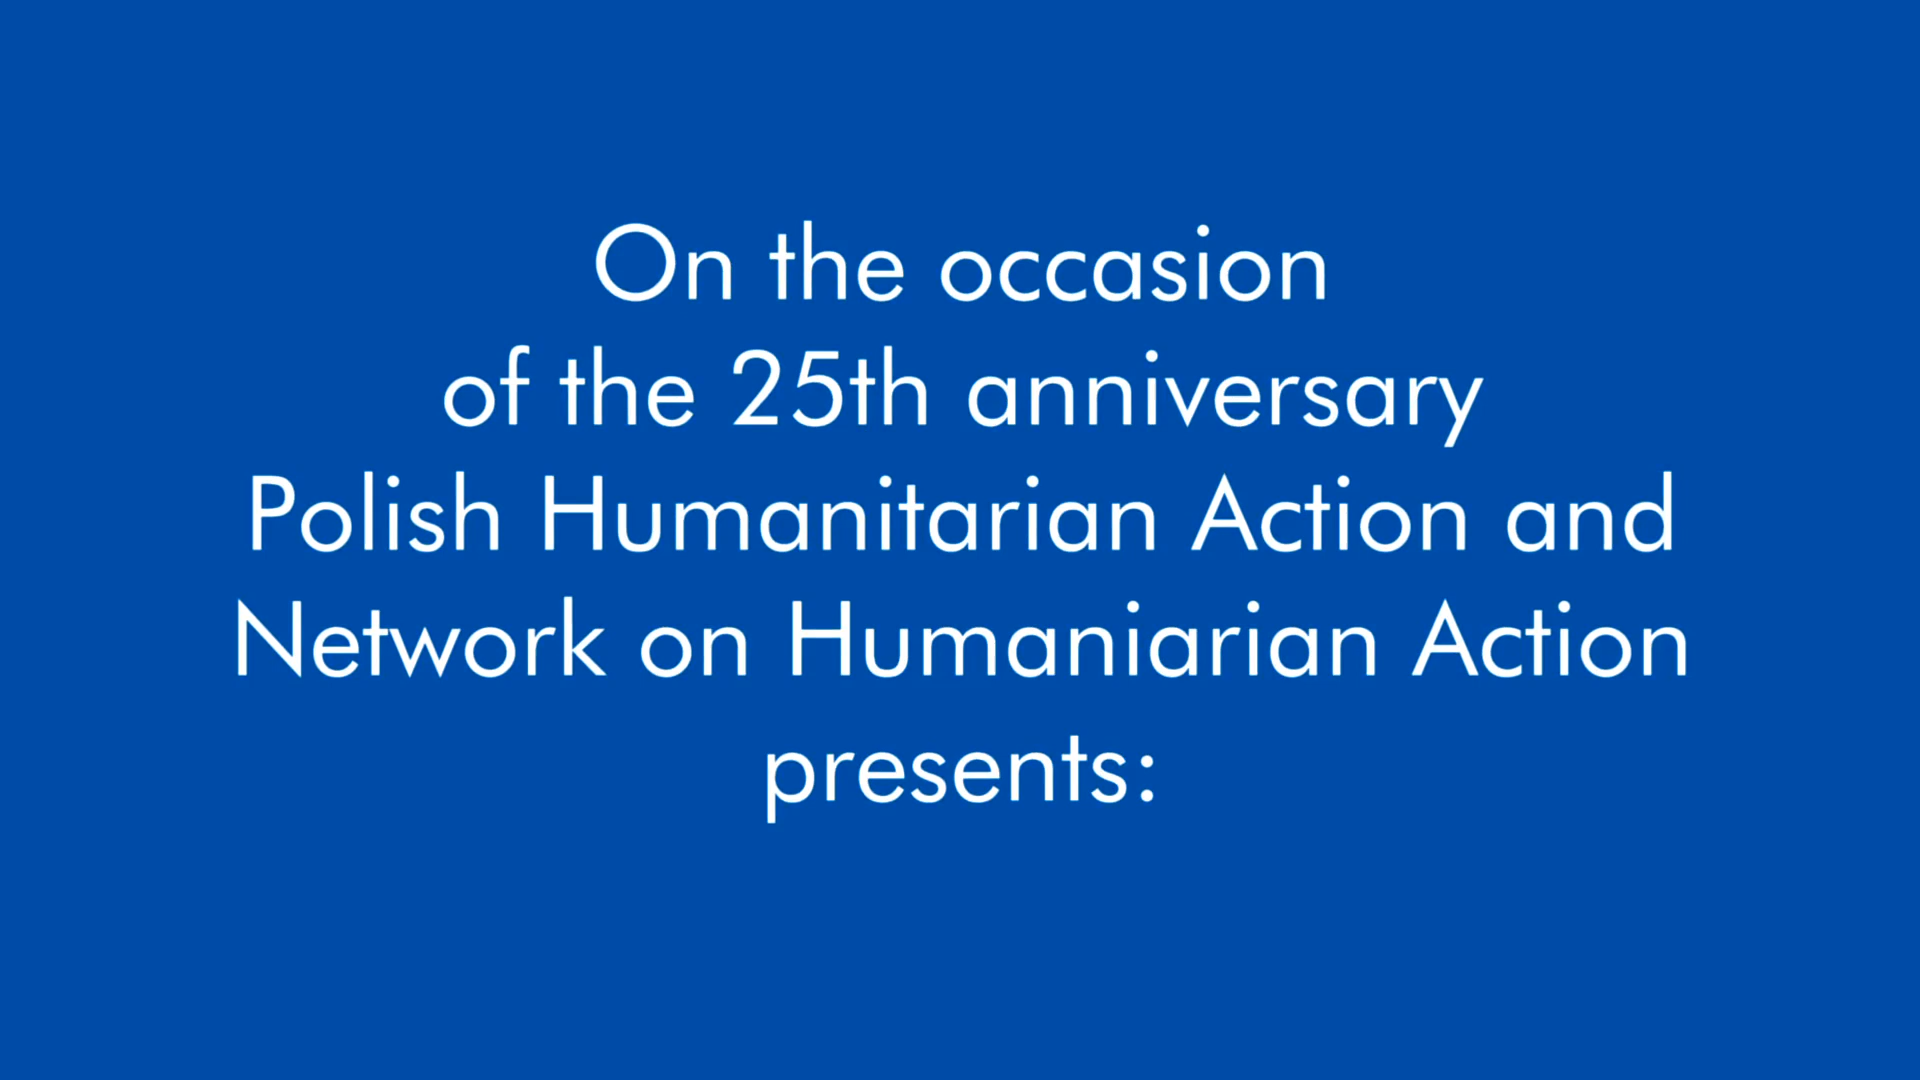 On the occasion
of the 25th anniversary
Polish Humanitarian Action and
Network on Humaniarian Action
presents: